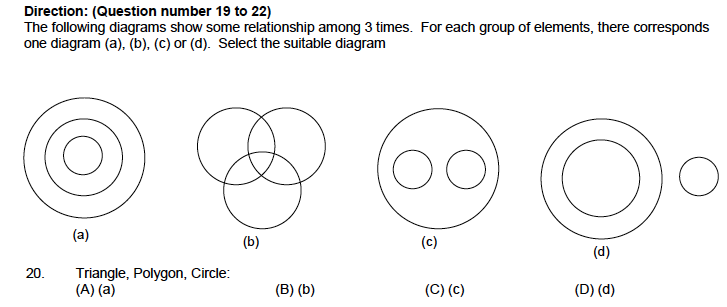 Direction: (Question number 19 to 22)
The following diagrams show some relationship among 3 times. For each group of elements, there corresponds
one diagram (a), (b), (c) or (d). Select the suitable diagram
(a)
(b)
(c)
(d)
20. Triangle, Polygon, Circle:
(A) (a) (B) (b) (C) (c) (D) (d)